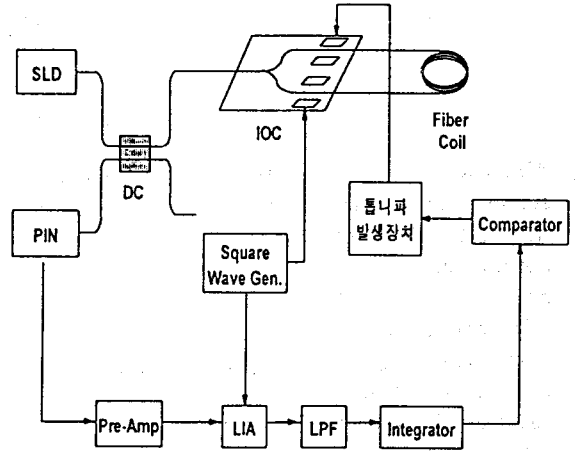 SLD
IOC
Fiber
Coil
DC
PIN
Square
Wave Gen.
톱니파
발생장치
Comparator
Pre-Amp
LIA
LPF
Integrator